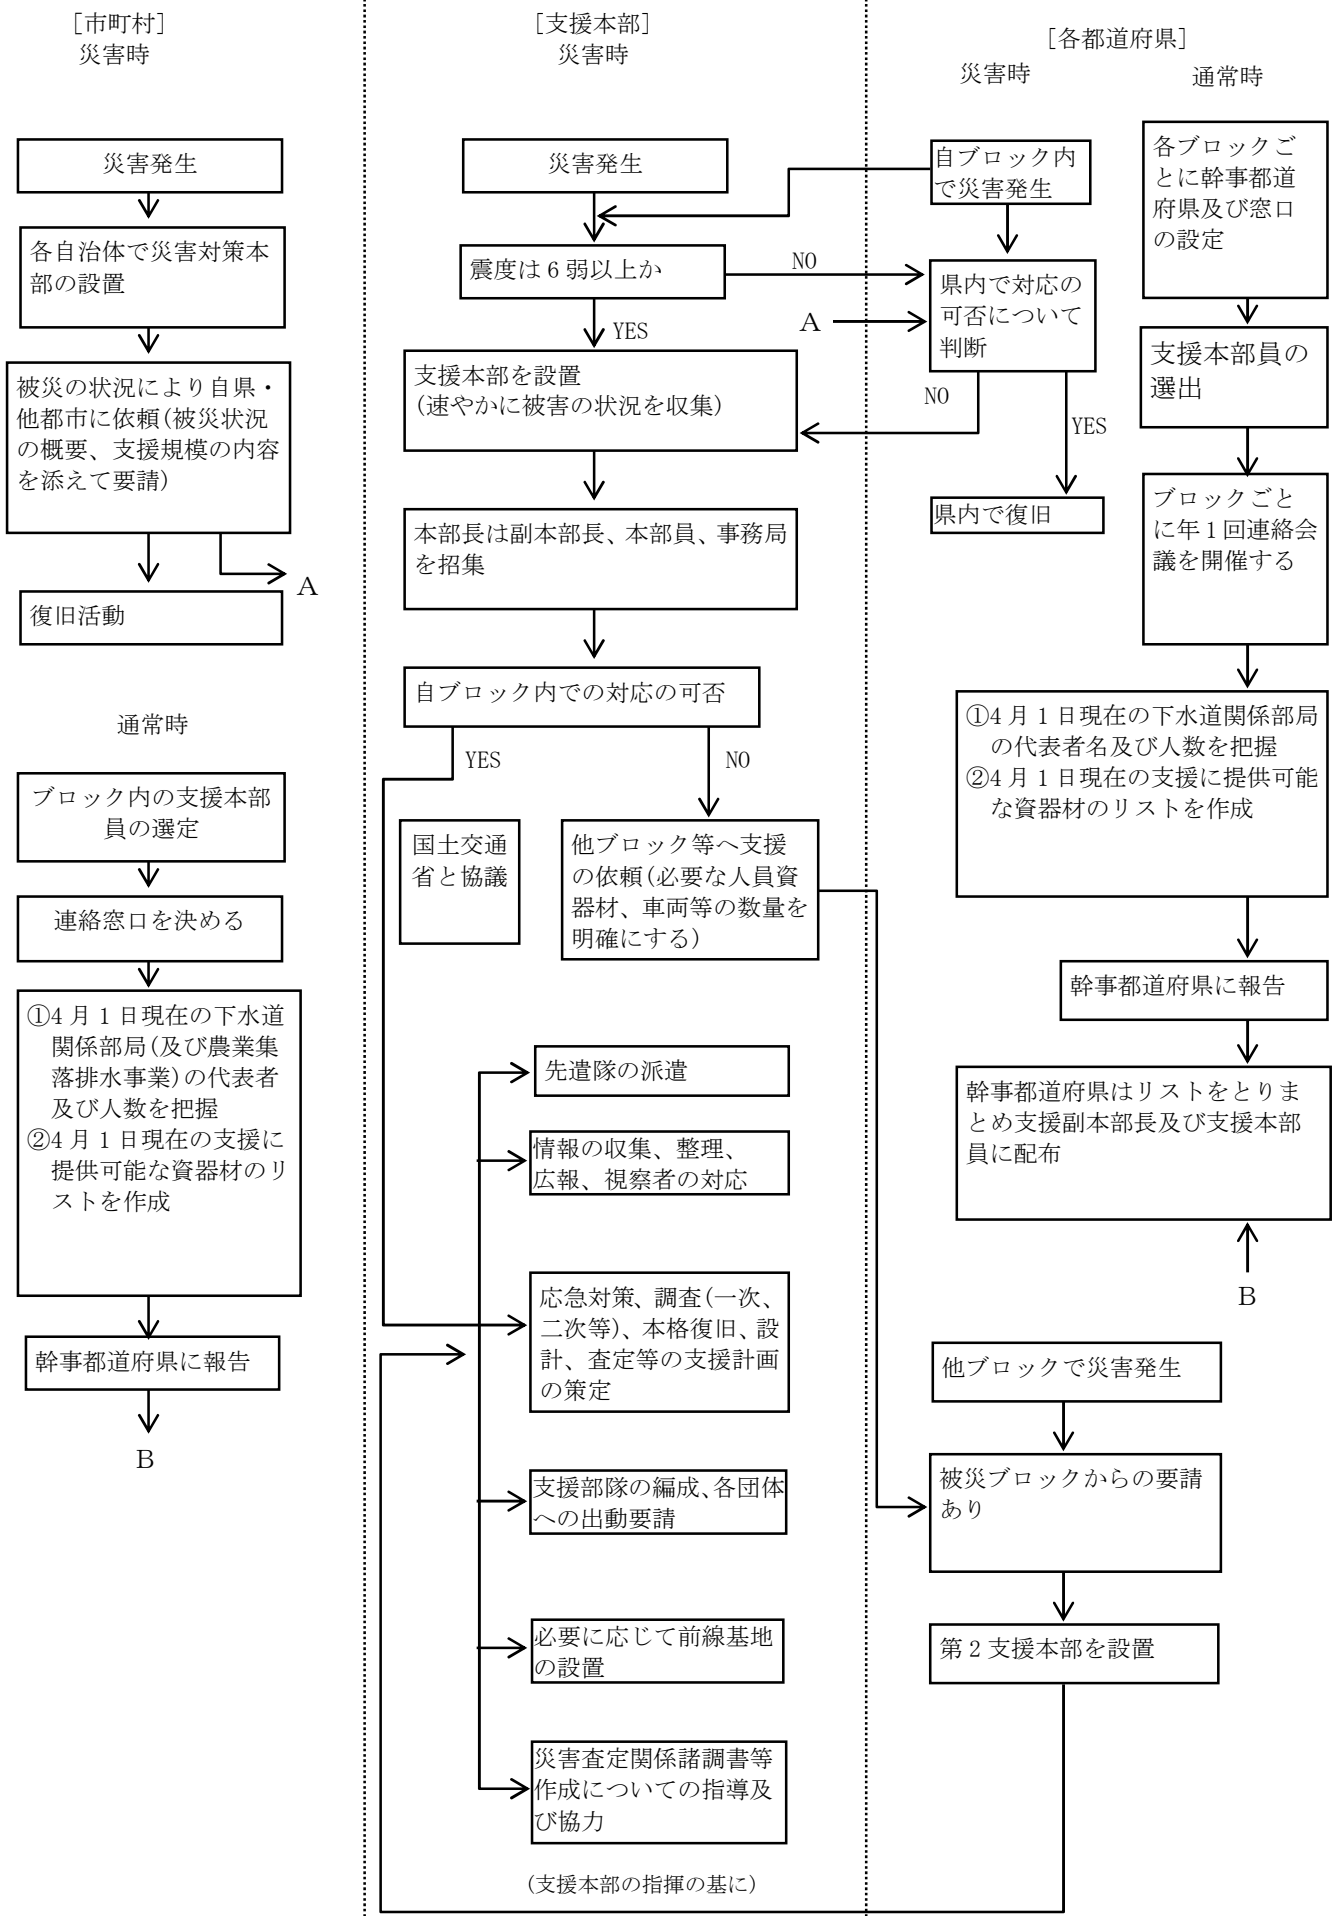 [市町村]
災害時
災害発生
各自治体で災害対策本
部の設置
被災の状況により自県・
他都市に依頼(被災状況
の概要、支援規模の内容
を添えて要請)
A
復旧活動
通常時
ブロック内の支援本部
員の選定
連絡窓口を決める
①4月1日現在の下水道
関係部局(及び農業集
落排水事業)の代表者
及び人数を把握
②4月1日現在の支援に
提供可能な資器材のリ
ストを作成
幹事都道府県に報告
B
[支援本部]
災害時
災害発生
震度は6弱以上か
NO
YES
支援本部を設置
(速やかに被害の状況を収集)
本部長は副本部長、本部員、事務局
を招集
自ブロック内での対応の可否
YES
NO
国土交通
省と協議
他ブロック等へ支援
の依頼(必要な人員資
器材、車両等の数量を
明確にする)
先遣隊の派遣
情報の収集、整理、
広報、視察者の対応
応急対策、調査(一次、
二次等)、本格復旧、設
計、査定等の支援計画
の策定
支援部隊の編成、各団体
への出動要請
必要に応じて前線基地
の設置
災害査定関係諸調書等
作成についての指導及
び協力
(支援本部の指揮の基に)
[各都道府県]
災害時
自ブロック内
で災害発生
A
県内で対応の
可否について
判断
NO
YES
県内で復旧
通常時
各ブロックご
とに幹事都道
府県及び窓口
の設定
支援本部員の
選出
ブロックごと
に年1回連絡会
議を開催する
①4月1日現在の下水道関係部局
の代表者名及び人数を把握
②4月1日現在の支援に提供可能
な資器材のリストを作成
幹事都道府県に報告
幹事都道府県はリストをとりま
とめ支援副本部長及び支援本部
員に配布
B
他ブロックで災害発生
被災ブロックからの要請
あり
第2支援本部を設置